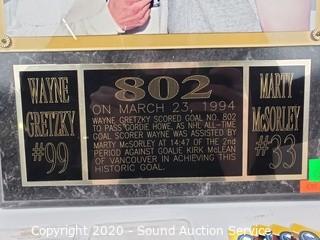 WAYNE
GRETZKY
#99
802
ON MARCH 23, 1994
WAYNE GRETZKY SCORED GOAL NO. 802
TO PASS GORDIE HOWE, AS NHL ALL-TIME
GOAL SCORER WAYNE WAS ASSISTED BY
MARTY McSORLEY AT 14:47 OF THE 2nd
PERIOD AGAINST GOALIE KIRK McLEAN
OF VANCOUVER IN ACHIEVING THIS
HISTORIC GOAL.
MARTY
McSORLEY
#33
Copyright 2020 - Sound Auction Service